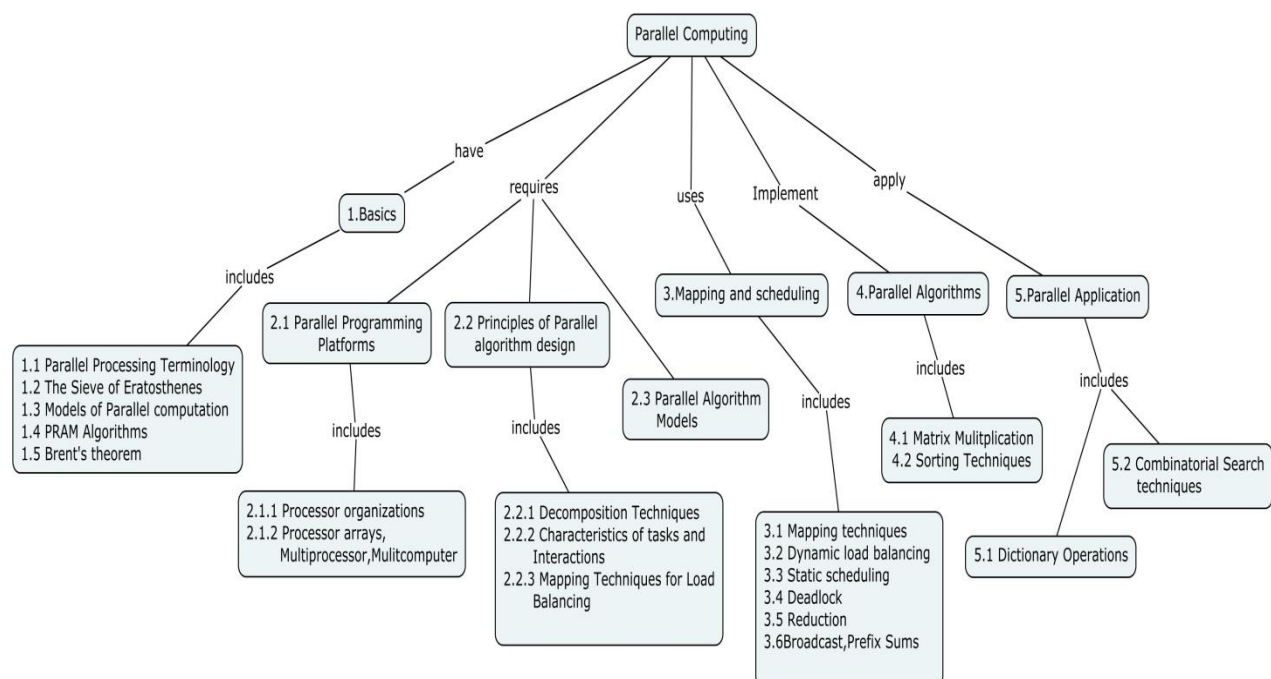 Parallel Computing
have
requires
uses
Implement
apply
1.Basics
includes
3.Mapping and scheduling
4.Parallel Algorithms
5.Parallel Application
2.1 Parallel Programming
Platforms
2.2 Principles of Parallel
algorithm design
1.1 Parallel Processing Terminology
1.2 The Sieve of Eratosthenes
1.3 Models of Parallel computation
1.4 PRAM Algorithms
1.5 Brent's theorem
2.3 Parallel Algorithm
Models
includes
includes
includes
includes
includes
4.1 Matrix Mulitplication
4.2 Sorting Techniques
5.2 Combinatorial Search
techniques
2.1.1 Processor organizations
2.1.2 Processor arrays,
Multiprocessor,Mulitcomputer
2.2.1 Decomposition Techniques
2.2.2 Characteristics of tasks and
Interactions
2.2.3 Mapping Techniques for Load
Balancing
3.1 Mapping techniques
3.2 Dynamic load balancing
3.3 Static scheduling
3.4 Deadlock
3.5 Reduction
3.6Broadcast,Prefix Sums
5.1 Dictionary Operations